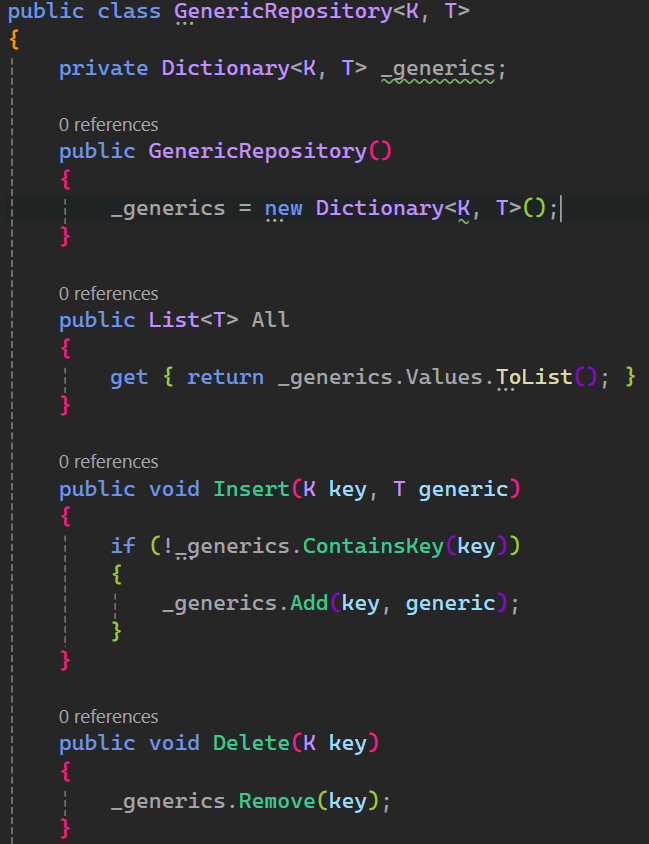 public class GenericRepository<K, T>
{
private Dictionary<K, T> _generics;
0 references
public GenericRepository()
{
_generics = new Dictionary<K, T>();
}
0 references
public List<T> All
{
get { return _generics.Values.ToList(); }
}
0 references
public void Insert(K key, T generic)
{
if (!_generics.ContainsKey(key))
{
_generics.Add(key, generic);
}
}
0 references
public void Delete(K key)
{
_generics.Remove(key);
}